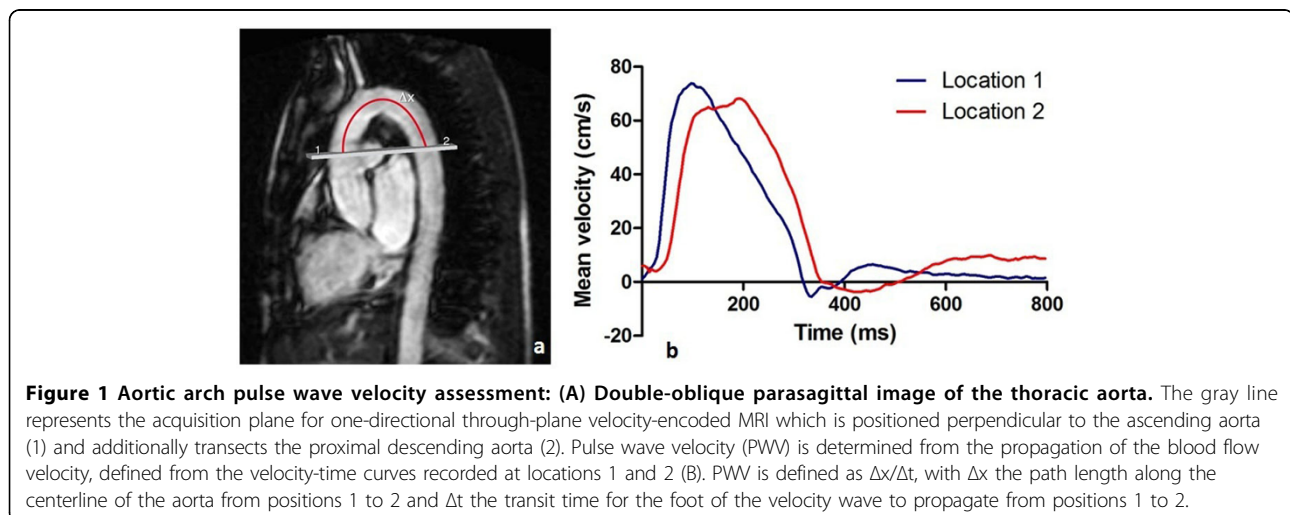 Δx
1
2
a
80
60
40
20
0
-20
Mean velocity (cm/s)
Location 1
Location 2
200
400
600
800
Time (ms)
b
Figure 1 Aortic arch pulse wave velocity assessment: (A) Double-oblique parasagittal image of the thoracic aorta. The gray line
represents the acquisition plane for one-directional through-plane velocity-encoded MRI which is positioned perpendicular to the ascending aorta
(1) and additionally transects the proximal descending aorta (2). Pulse wave velocity (PWV) is determined from the propagation of the blood flow
velocity, defined from the velocity-time curves recorded at locations 1 and 2 (B). PWV is defined as Δx/Δt, with Δx the path length along the
centerline of the aorta from positions 1 to 2 and Δt the transit time for the foot of the velocity wave to propagate from positions 1 to 2.